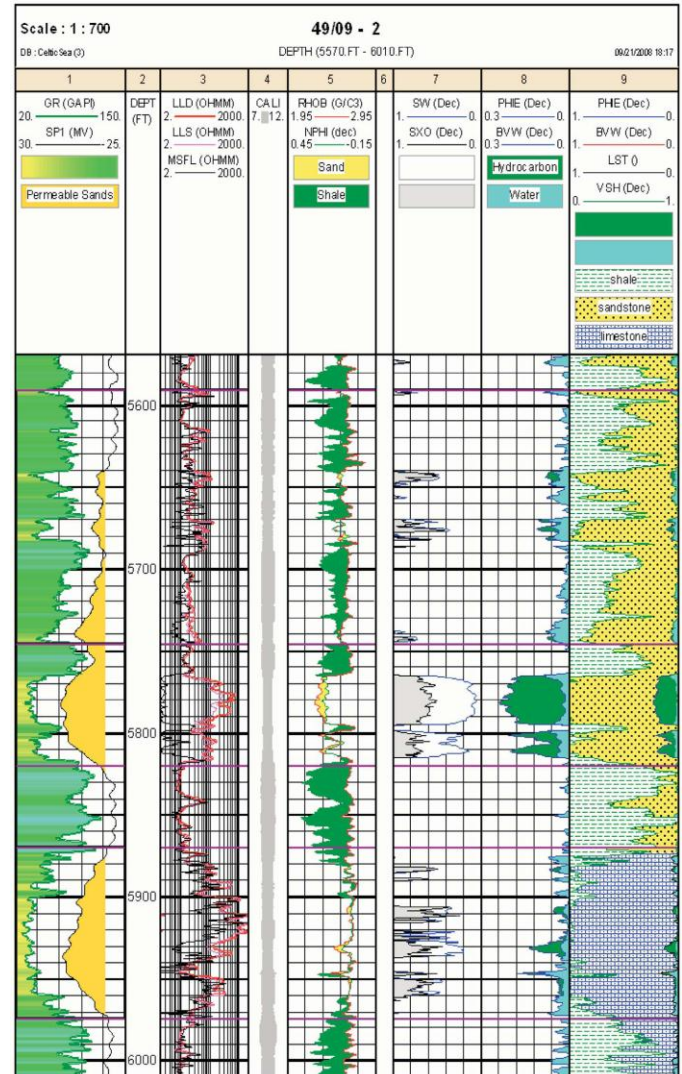 Scale : 1 : 700
49/09 - 2
DB : Celtic Sea (3)
DEPTH (5570.FT - 6010.FT)
09/21/2008 18:17
1 2 3 4 5 6 7 8 9
GR (GAPI)
20. 150.
SP1 (MV)
30. -25.
Permeable Sands
DEPT
(FT)
LLD (OHMM)
2. 2000.
LLS (OHMM)
2. 2000.
MSFL (OHMM)
2. 2000.
CALI
7. 12.
RHOB (G/C3)
1.95 2.95
NPHI (dec)
0.45 -0.15
Sand
Shale
SW (Dec)
1. 0.
SXO (Dec)
1. 0.
PHIE (Dec)
0.3 0.
BVW (Dec)
0.3 0.
Hydrocarbon
Water
PHIE (Dec)
1. 0.
BVW (Dec)
1. 0.
LST ()
1. 0.
VSH (Dec)
0. 1.
shale
sandstone
limestone
5600
5700
5800
5900
6000